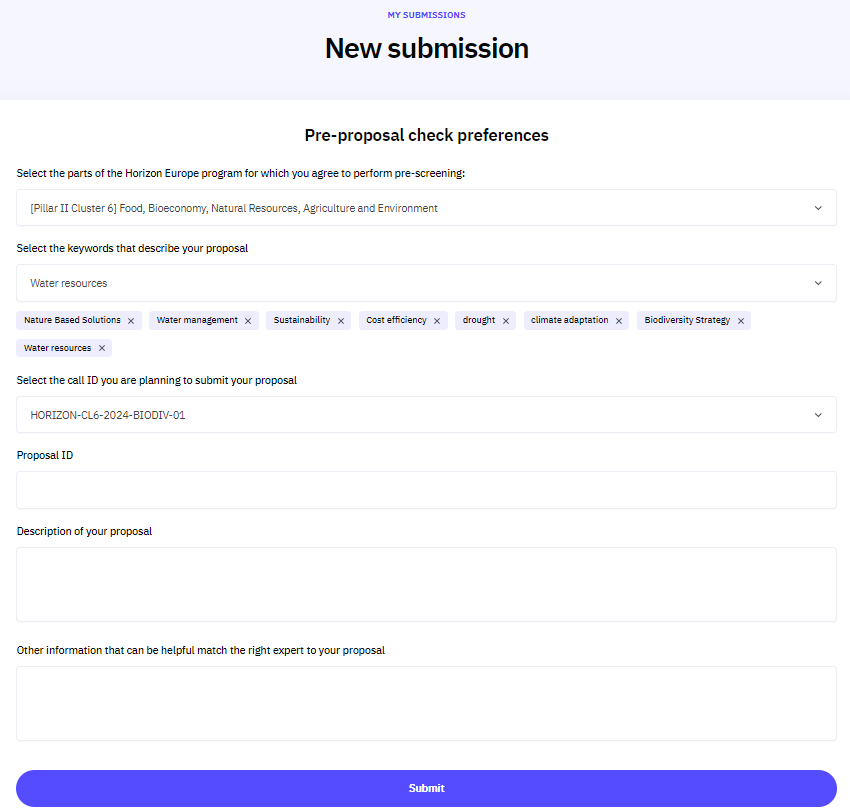 MY SUBMISSIONS
New submission
Pre-proposal check preferences
Select the parts of the Horizon Europe program for which you agree to perform pre-screening:
[Pillar II Cluster 6] Food, Bioeconomy, Natural Resources, Agriculture and Environment
Select the keywords that describe your proposal
Water resources
Nature Based Solutions × Water management × Sustainability × Cost efficiency × drought × climate adaptation × Biodiversity Strategy ×
Water resources ×
Select the call ID you are planning to submit your proposal
HORIZON-CL6-2024-BIODIV-01
Proposal ID
Description of your proposal
Other information that can be helpful match the right expert to your proposal
Submit